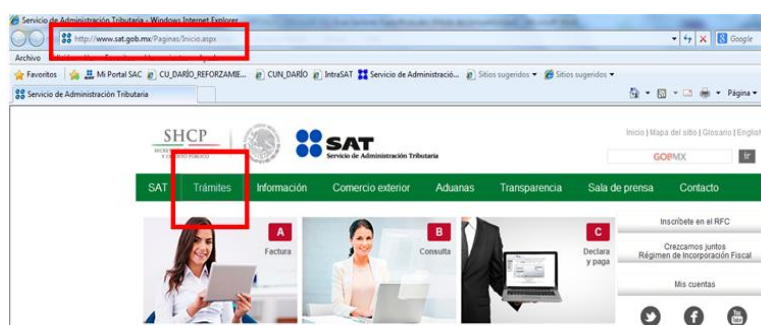 Servicio de Administración Tributaria - Windows Internet Explorer
http://www.sat.gob.mx/Paginas/Inicio.aspx
Google
Archivo
Favoritos Mi Portal SAC CU_DARÍO_REFORZAMIE... CUN_DARÍO IntraSAT Servicio de Administració... Sitios sugeridos Sitios sugeridos
Servicio de Administración Tributaria
Página
SHCP
SAT
Servicio de Administración Tributaria
Inicio | Mapa del sitio | Glosario | English
GOBMX
Ir
SAT Trámites Información Comercio exterior Aduanas Transparencia Sala de prensa Contacto
A
Factura
B
Consulta
C
Declara
y paga
Inscríbete en el RFC
Crezcamos juntos
Régimen de Incorporación Fiscal
Mis cuentas